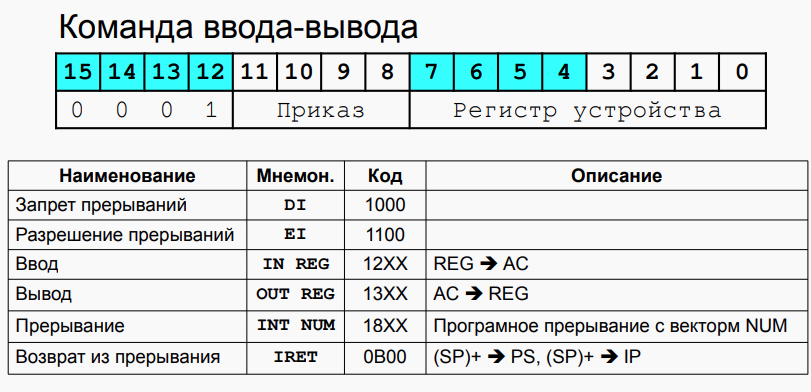 Команда ввода-вывода
15 14 13 12 11 10 9 8 7 6 5 4 3 2 1 0
0 0 0 1 Приказ Регистр устройства
Наименование Мнемон. Код Описание
Запрет прерываний DI 1000
Разрешение прерываний EI 1100
Ввод IN REG 12XX REG ➔ AC
Вывод OUT REG 13XX AC ➔ REG
Прерывание INT NUM 18XX Програмное прерывание с векторм NUM
Возврат из прерывания IRET 0B00 (SP)+ ➔ PS, (SP)+ ➔ IP